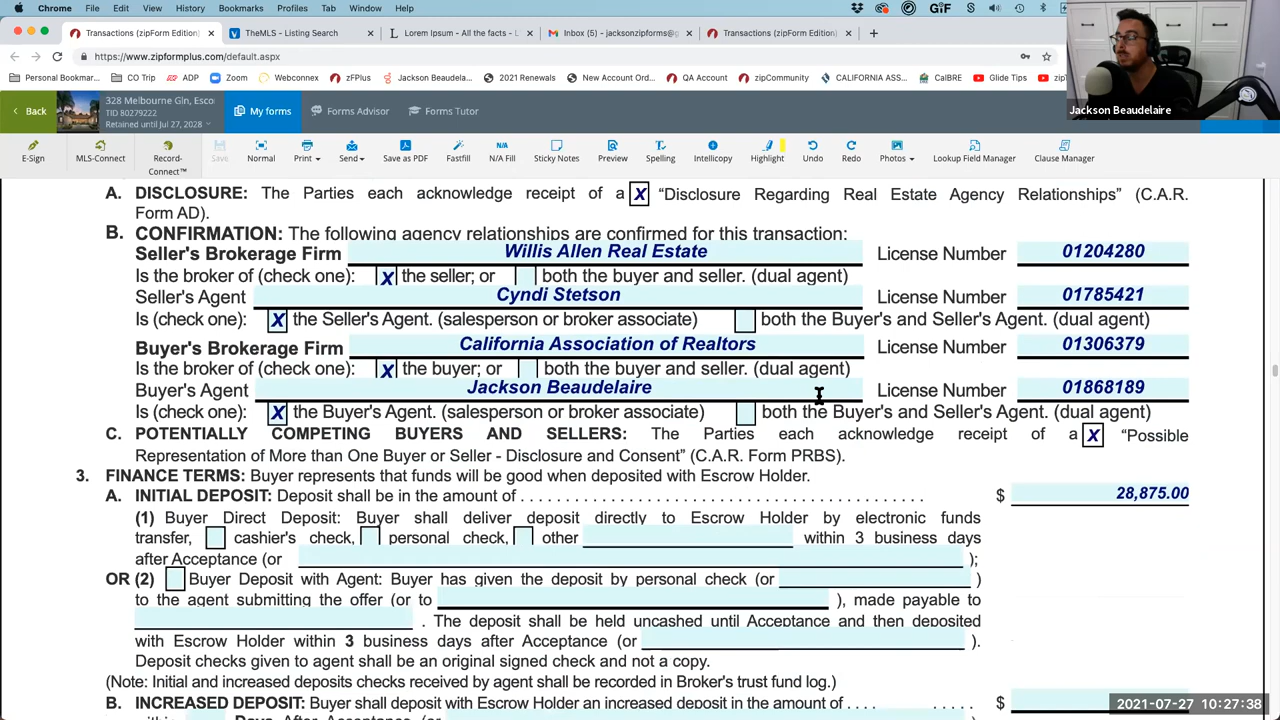 Chrome File Edit View History Bookmarks Profiles Tab Window Help GIF
Transactions (zipForm Edition) TheMLS - Listing Search Lorem Ipsum - All the facts - L Inbox (6) - jacksonzipforms@g Transactions (zipForm Edition)
https://www.zipformplus.com/default.aspx
Personal Bookmar... CO Trip ADP Zoom Webconnex zFPlus Jackson Beaudela... 2021 Renewals New Account Ord... QA Account zipCommunity CALIFORNIA ASS... CalBRE Glide Tips zipT
Jackson Beaudelaire
Back 328 Melbourne Gln, Escon My forms Forms Advisor Forms Tutor
TID 80279222
Retained until Jul 27, 2028
E-Sign MLS-Connect Record-Connect™ Save Normal Print Send Save as PDF Fastfill N/A N/A Fill Sticky Notes Preview Spelling Intellicopy Highlight Undo Redo Photos Lookup Field Manager Clause Manager
A. DISCLOSURE: The Parties each acknowledge receipt of a X “Disclosure Regarding Real Estate Agency Relationships” (C.A.R.
Form AD).
B. CONFIRMATION: The following agency relationships are confirmed for this transaction:
Seller's Brokerage Firm Willis Allen Real Estate License Number 01204280
Is the broker of (check one): X the seller; or both the buyer and seller. (dual agent)
Seller's Agent Cyndi Stetson License Number 01785421
Is (check one): X the Seller's Agent. (salesperson or broker associate) both the Buyer's and Seller's Agent. (dual agent)
Buyer's Brokerage Firm California Association of Realtors License Number 01306379
Is the broker of (check one): X the buyer; or both the buyer and seller. (dual agent)
Buyer's Agent Jackson Beaudelaire License Number 01868189
Is (check one): X the Buyer's Agent. (salesperson or broker associate) both the Buyer's and Seller's Agent. (dual agent)
C. POTENTIALLY COMPETING BUYERS AND SELLERS: The Parties each acknowledge receipt of a X “Possible
Representation of More than One Buyer or Seller - Disclosure and Consent” (C.A.R. Form PRBS).
3. FINANCE TERMS: Buyer represents that funds will be good when deposited with Escrow Holder.
A. INITIAL DEPOSIT: Deposit shall be in the amount of . . . . . . . . . . . . . . . . . . . . . . . . . . . . . . . . . . . . . . . . . . . . . . . . $ 28,875.00
(1) Buyer Direct Deposit: Buyer shall deliver deposit directly to Escrow Holder by electronic funds
transfer, cashier's check, personal check, other within 3 business days
after Acceptance (or );
OR (2) Buyer Deposit with Agent: Buyer has given the deposit by personal check (or )
to the agent submitting the offer (or to ), made payable to
. The deposit shall be held uncashed until Acceptance and then deposited
with Escrow Holder within 3 business days after Acceptance (or ).
Deposit checks given to agent shall be an original signed check and not a copy.
(Note: Initial and increased deposits checks received by agent shall be recorded in Broker's trust fund log.)
B. INCREASED DEPOSIT: Buyer shall deposit with Escrow Holder an increased deposit in the amount of . . . . . . . . . $
within Days After Acceptance (or
2021-07-27 10:27:38